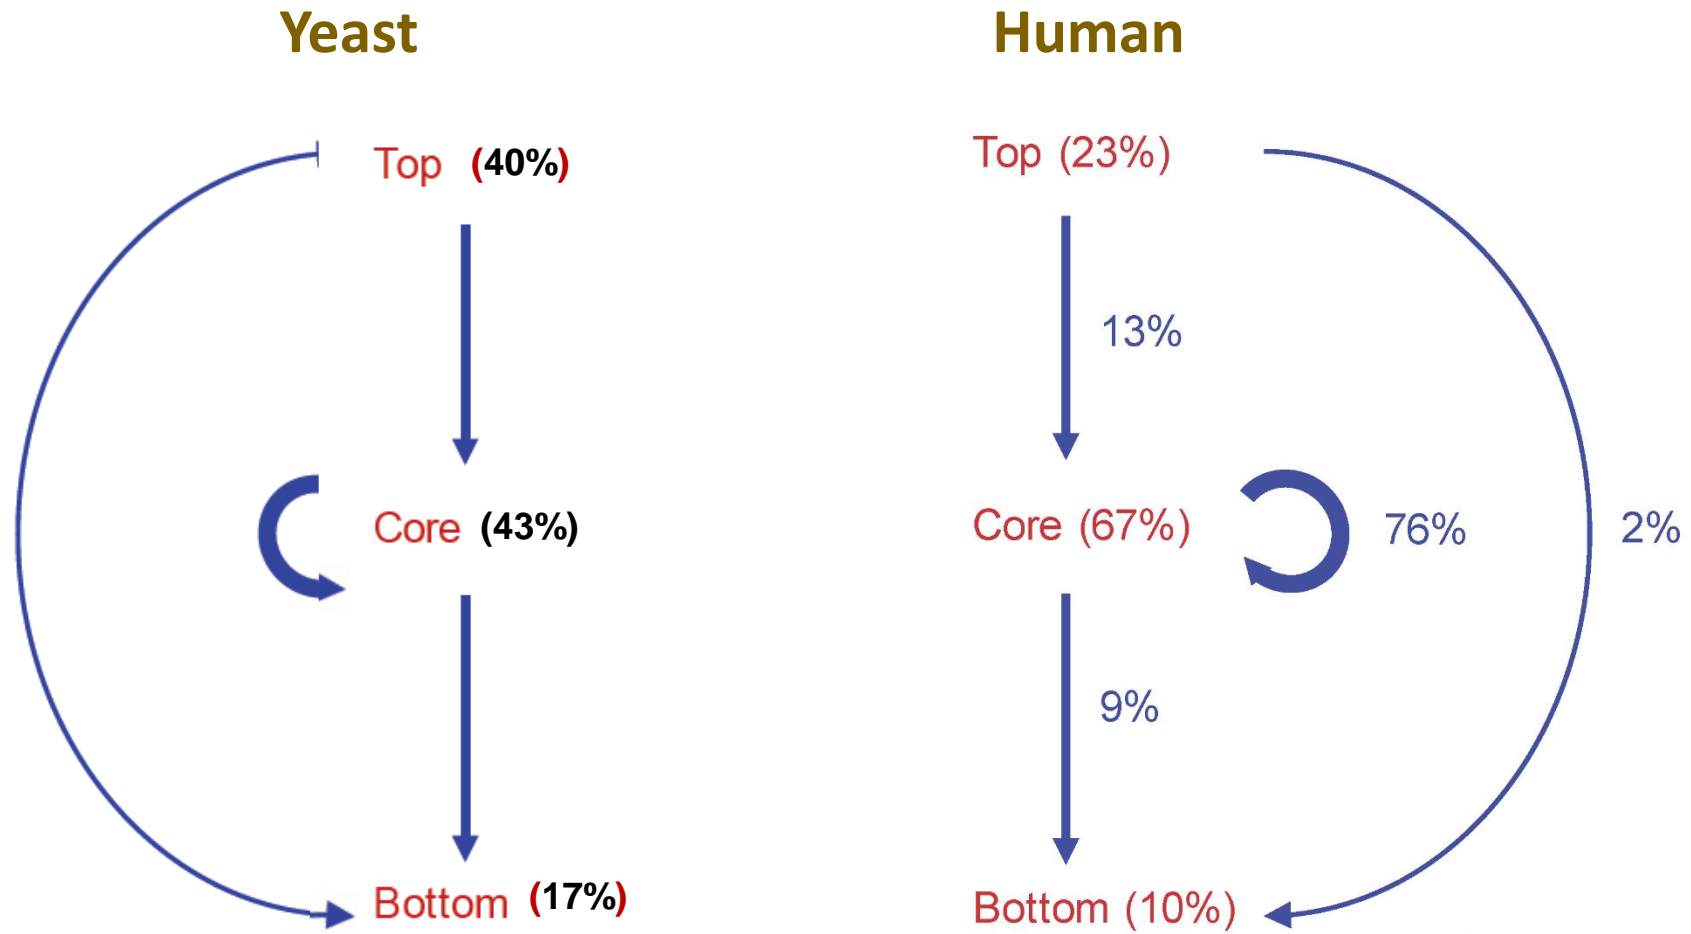 Yeast
Human
Top (40%)
Top (23%)
13%
Core (43%)
Core (67%)
76%
2%
9%
Bottom (17%)
Bottom (10%)